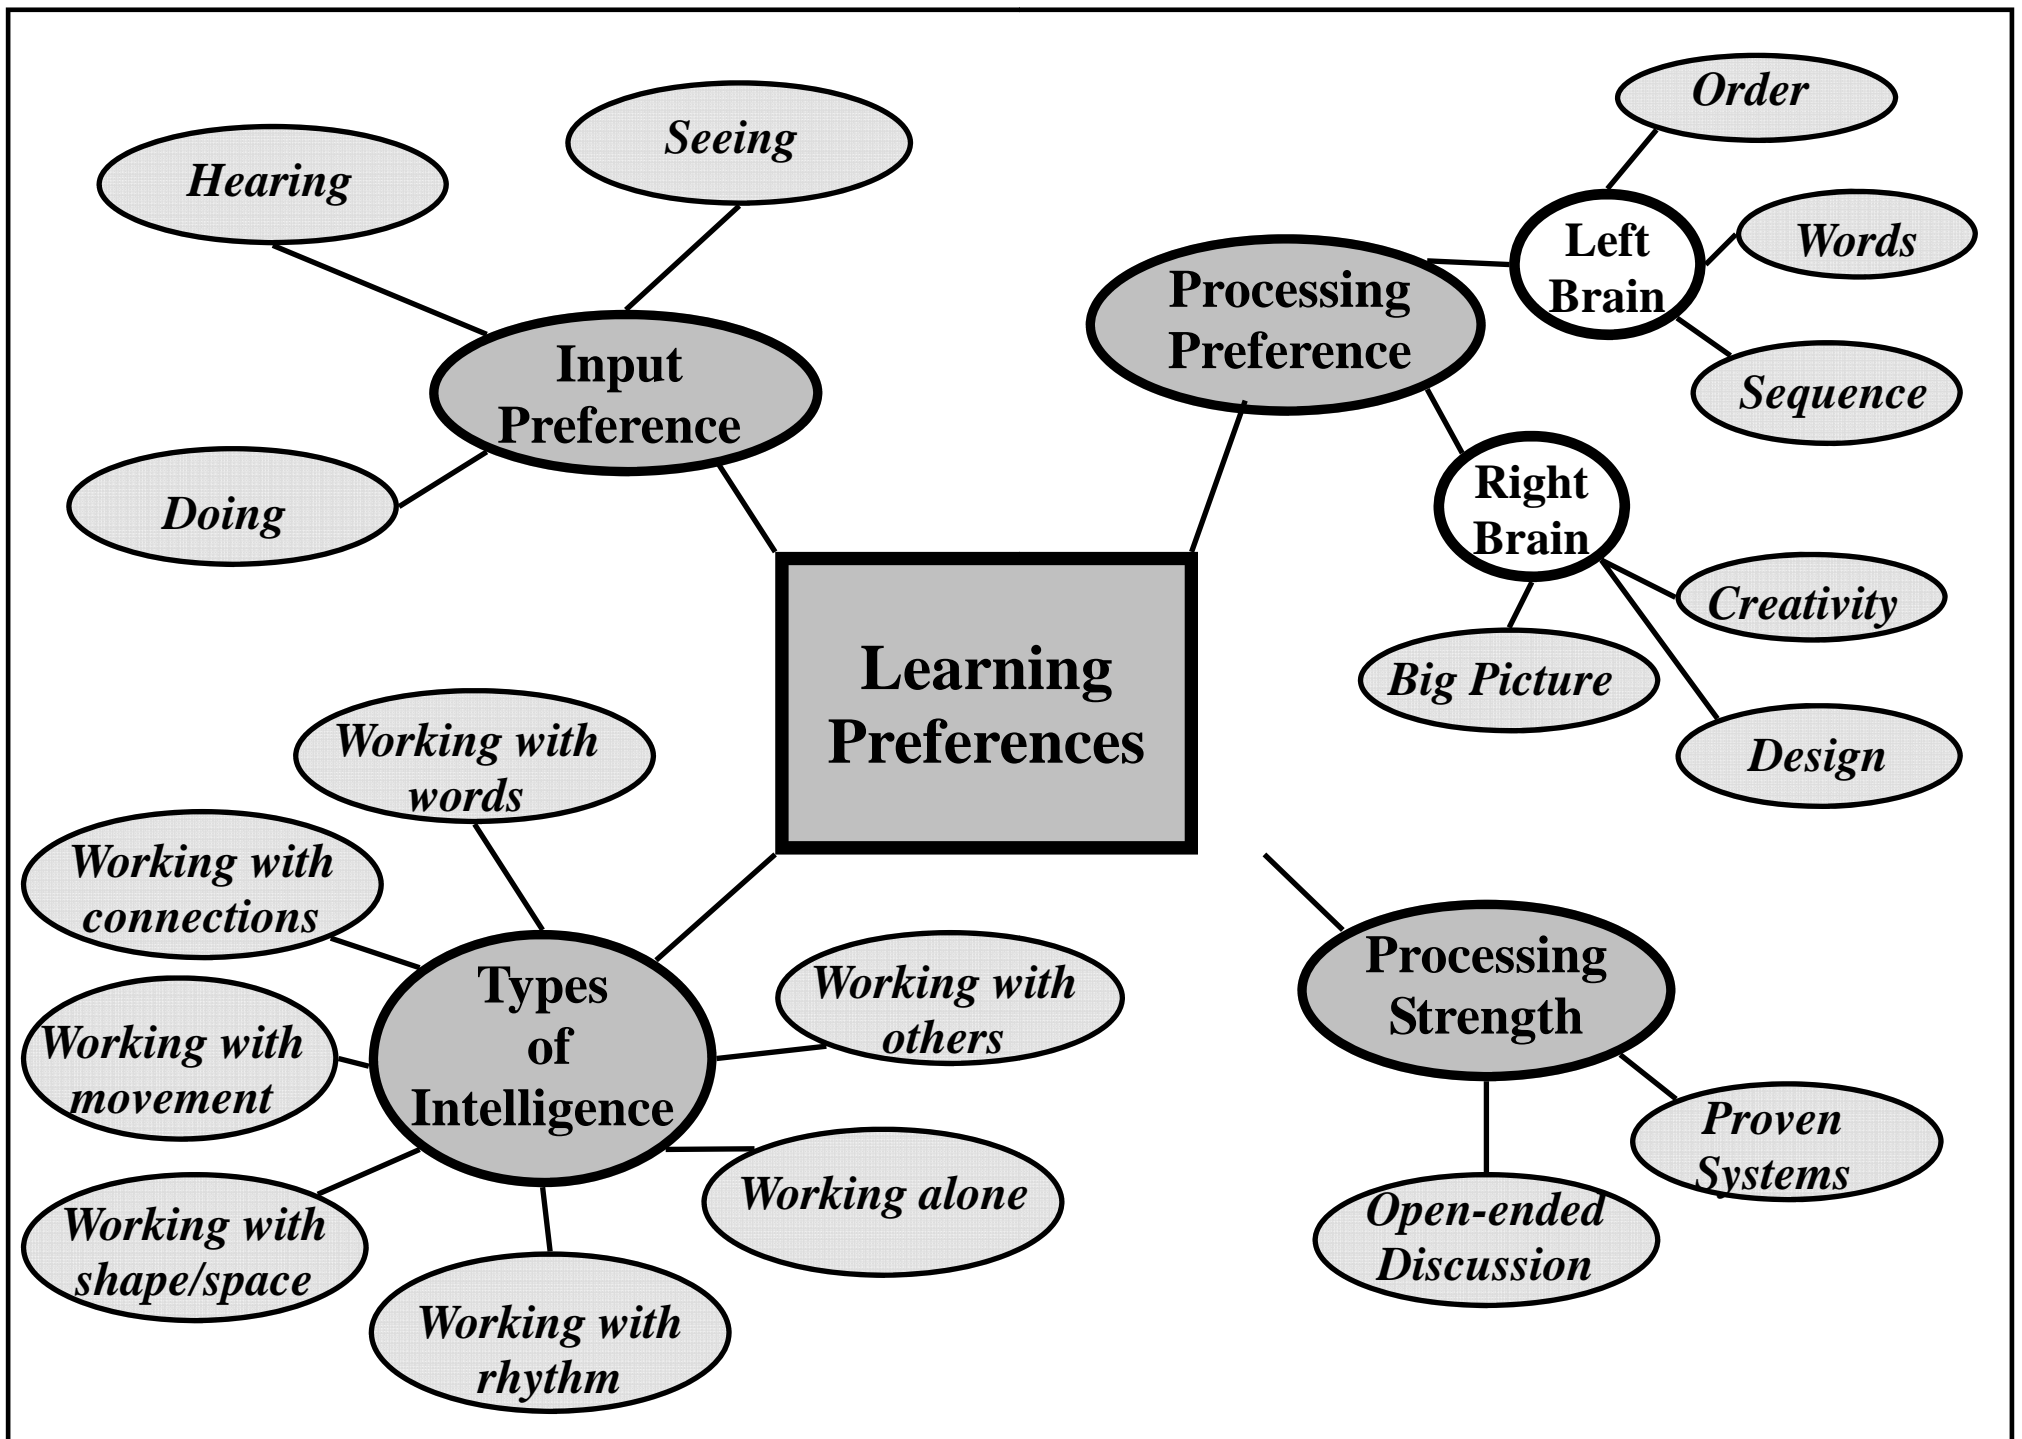 Order
Seeing
Hearing
Left
Brain
Words
Processing
Preference
Input
Preference
Sequence
Doing
Right
Brain
Creativity
Big Picture
Design
Learning
Preferences
Working with
words
Working with
connections
Types
of
Intelligence
Working with
others
Processing
Strength
Working with
movement
Proven
Systems
Working alone
Open-ended
Discussion
Working with
shape/space
Working with
rhythm